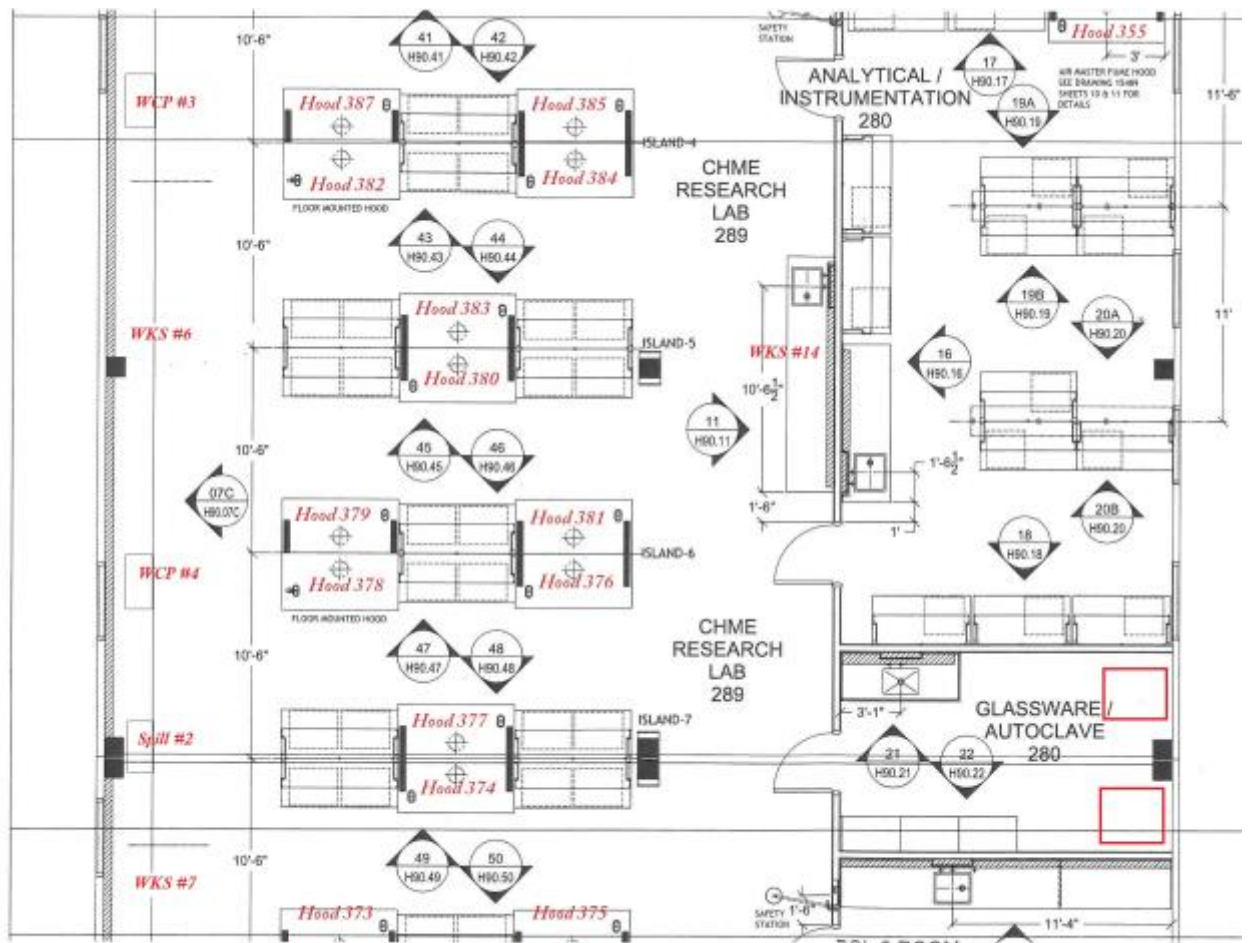 10'-6"
41
H90.41
42
H90.42
SAFETY
STATION
Hood 355
3'
17
H90.17
AIR MASTER FUME HOOD
SEE DRAWING 15469
SHEETS 10 & 11 FOR
DETAILS
11'-6"
ANALYTICAL /
INSTRUMENTATION
280
19A
H90.19
WCP #3
Hood 387
Hood 385
ISLAND-4
Hood 382
Hood 384
FLOOR MOUNTED HOOD
CHME
RESEARCH
LAB
289
10'-6"
43
H90.43
44
H90.44
19B
H90.19
20A
H90.20
11'
WKS #6
Hood 383
ISLAND-5
Hood 380
WKS #14
16
H90.16
10'-6 1/2"
11
H90.11
10'-6"
45
H90.45
46
H90.46
1'-6 1/2"
1'-6"
1'
07C
H90.07C
20B
H90.20
18
H90.18
Hood 379
Hood 381
ISLAND-6
WCP #4
Hood 378
Hood 376
FLOOR MOUNTED HOOD
CHME
RESEARCH
LAB
289
10'-6"
47
H90.47
48
H90.48
3'-1"
GLASSWARE /
AUTOCLAVE
280
Spill #2
Hood 377
ISLAND-7
Hood 374
21
H90.21
22
H90.22
10'-6"
49
H90.49
50
H90.50
WKS #7
Hood 373
Hood 375
SAFETY
STATION
1'-6"
11'-4"